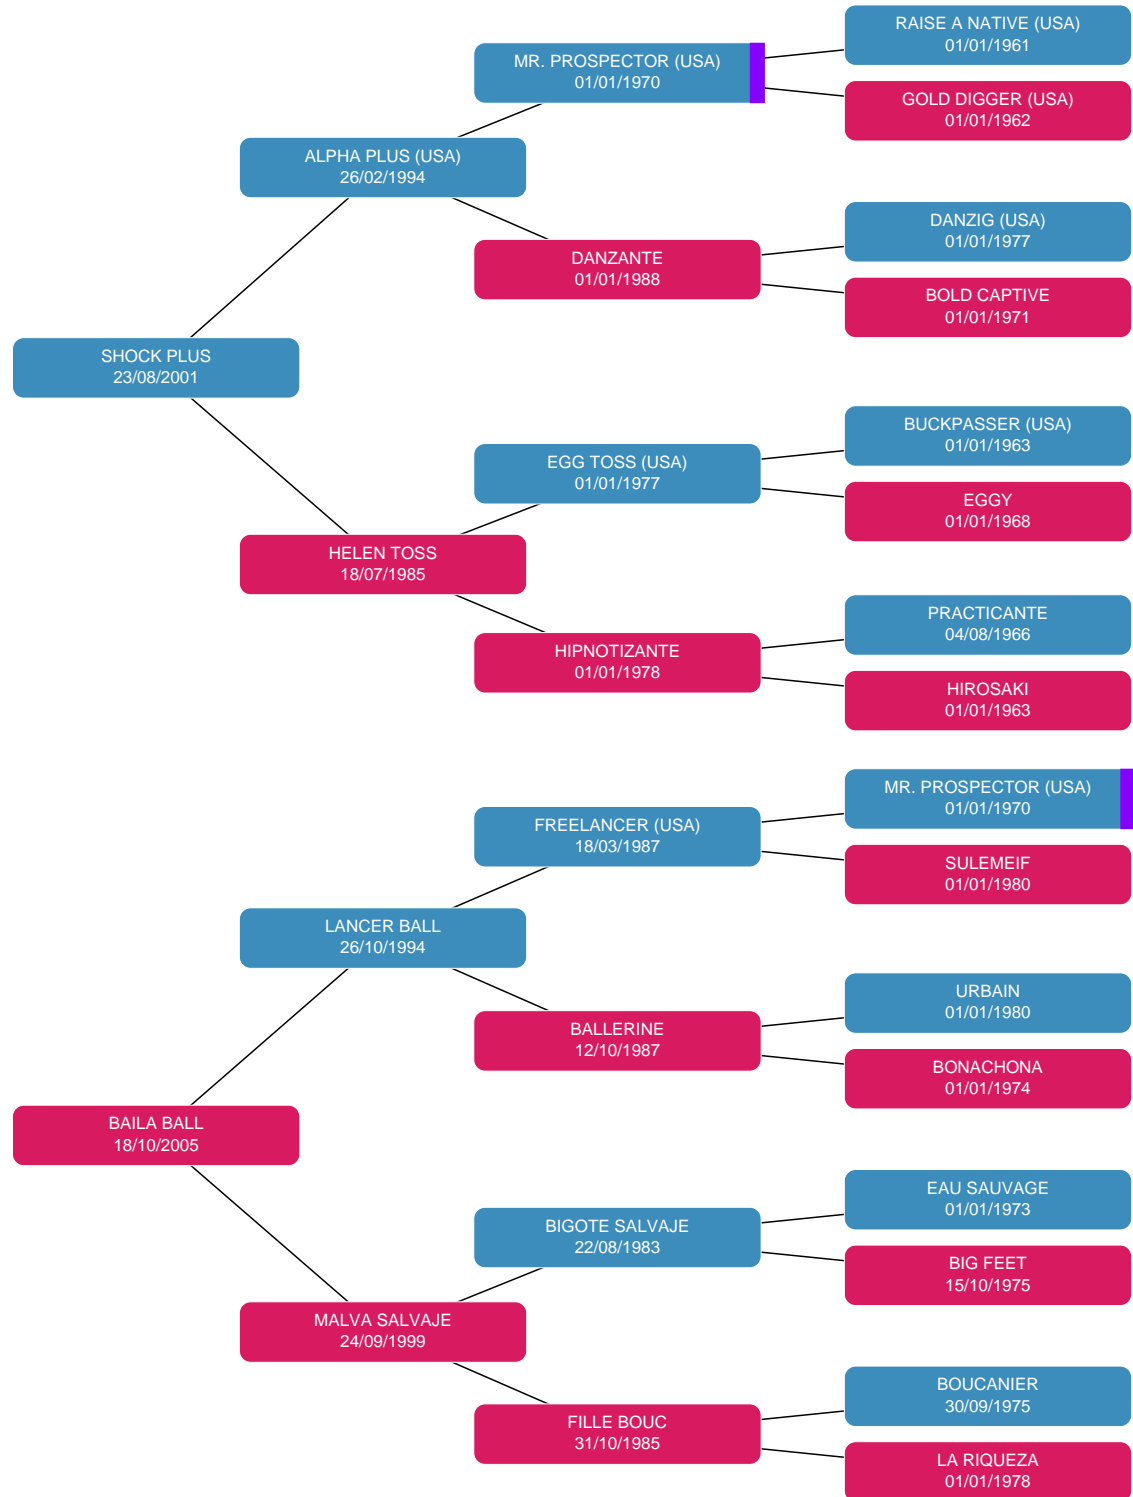 RAISE A NATIVE (USA)
01/01/1961
MR. PROSPECTOR (USA)
01/01/1970
GOLD DIGGER (USA)
01/01/1962
ALPHA PLUS (USA)
26/02/1994
DANZIG (USA)
01/01/1977
DANZANTE
01/01/1988
BOLD CAPTIVE
01/01/1971
SHOCK PLUS
23/08/2001
BUCKPASSER (USA)
01/01/1963
EGG TOSS (USA)
01/01/1977
EGGY
01/01/1968
HELEN TOSS
18/07/1985
PRACTICANTE
04/08/1966
HIPNOTIZANTE
01/01/1978
HIROSAKI
01/01/1963
MR. PROSPECTOR (USA)
01/01/1970
FREELANCER (USA)
18/03/1987
SULEMEIF
01/01/1980
LANCER BALL
26/10/1994
URBAIN
01/01/1980
BALLERINE
12/10/1987
BONACHONA
01/01/1974
BAILA BALL
18/10/2005
EAU SAUVAGE
01/01/1973
BIGOTE SALVAJE
22/08/1983
BIG FEET
15/10/1975
MALVA SALVAJE
24/09/1999
BOUCANIER
30/09/1975
FILLE BOUC
31/10/1985
LA RIQUEZA
01/01/1978